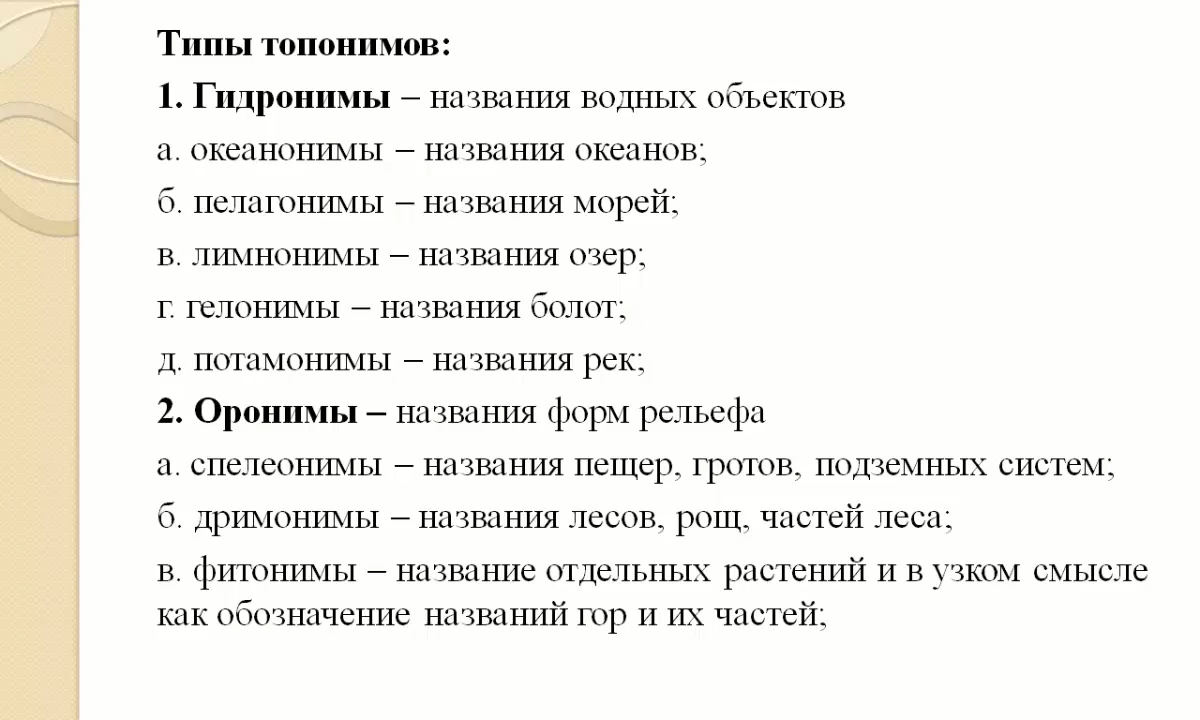 Типы топонимов:
1. Гидронимы – названия водных объектов
а. океанонимы – названия океанов;
б. пелагонимы – названия морей;
в. лимнонимы – названия озер;
г. гелонимы – названия болот;
д. потамонимы – названия рек;
2. Оронимы – названия форм рельефа
а. спелеонимы – названия пещер, гротов, подземных систем;
б. дримонимы – названия лесов, рощ, частей леса;
в. фитонимы – название отдельных растений и в узком смысле
как обозначение названий гор и их частей;